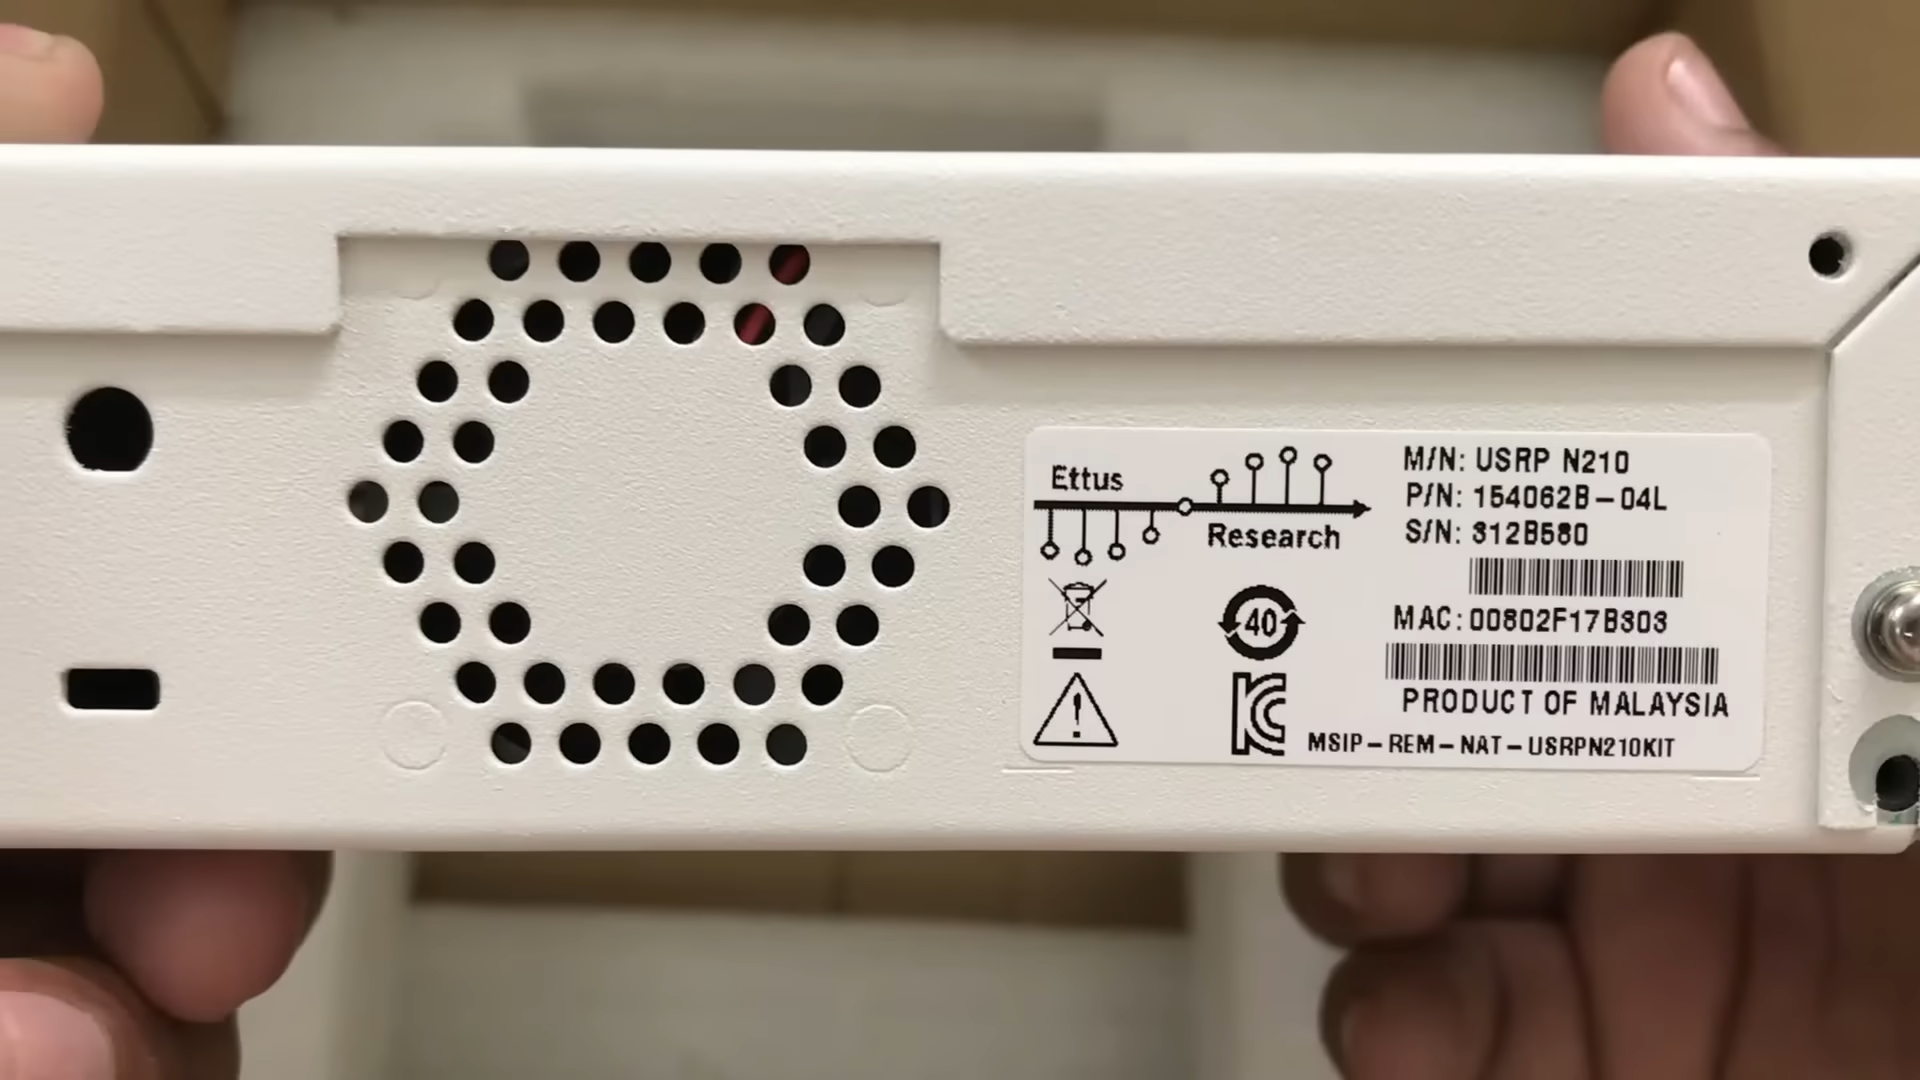 Ettus
Research
M/N: USRP N210
P/N: 154062B-04L
S/N: 312B580
MAC: 00802F17B303
PRODUCT OF MALAYSIA
40
MSIP-REM-NAT-USRPN210KIT